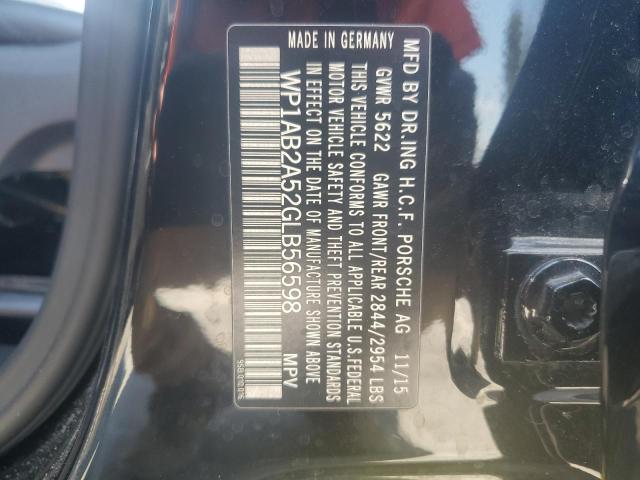 MFD BY DR.ING H.C.F. PORSCHE AG 11/15
GVWR 5622 GAWR FRONT/REAR 2844/2954 LBS
THIS VEHICLE CONFORMS TO ALL APPLICABLE U.S.FEDERAL
MOTOR VEHICLE SAFETY AND THEFT PREVENTION STANDARDS
IN EFFECT ON THE DATE OF MANUFACTURE SHOWN ABOVE
WP1AB2A52GLB56598 MPV
MADE IN GERMANY